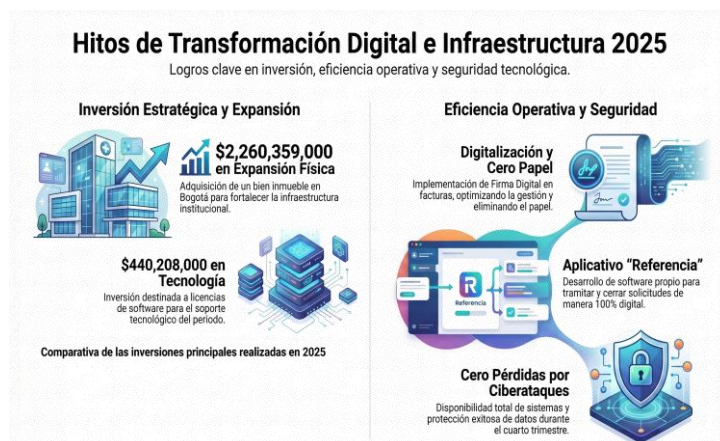 Hitos de Transformación Digital e Infraestructura 2025
Logros clave en inversión, eficiencia operativa y seguridad tecnológica.
Inversión Estratégica y Expansión
$2,260,359,000
en Expansión Física
Adquisición de un bien inmueble en
Bogotá para fortalecer la infraestructura
institucional.
$440,208,000 en
Tecnología
Inversión destinada a licencias
de software para el soporte
tecnológico del periodo.
Comparativa de las inversiones principales realizadas en 2025
Eficiencia Operativa y Seguridad
Digitalización y
Cero Papel
Implementación de Firma Digital en
facturas, optimizando la gestión y
eliminando el papel.
Referencia
Aplicativo “Referencia”
Desarrollo de software propio para
tramitar y cerrar solicitudes de
manera 100% digital.
Cero Pérdidas por
Ciberataques
Disponibilidad total de sistemas y
protección exitosa de datos durante
el cuarto trimestre.